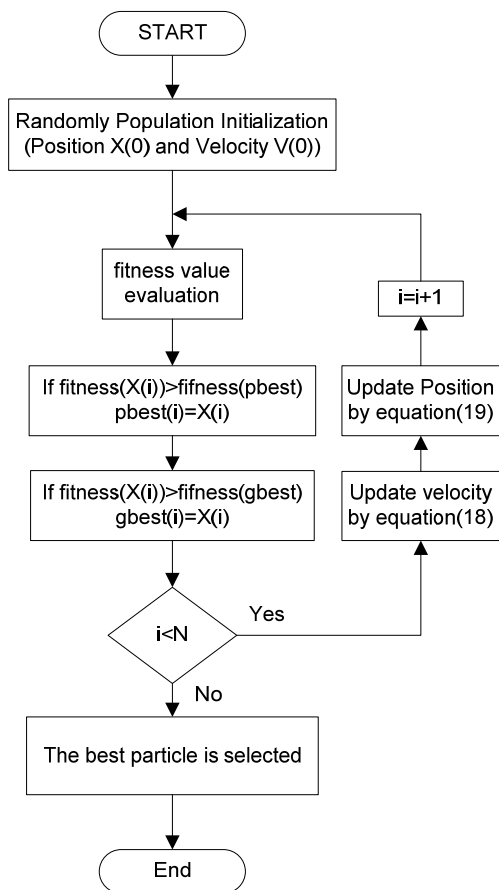 START
Randomly Population Initialization
(Position X(0) and Velocity V(0))
fitness value
evaluation
i=i+1
If fitness(X(i))>fifness(pbest)
pbest(i)=X(i)
Update Position
by equation(19)
If fitness(X(i))>fifness(gbest)
gbest(i)=X(i)
Update velocity
by equation(18)
i<N
Yes
No
The best particle is selected
End